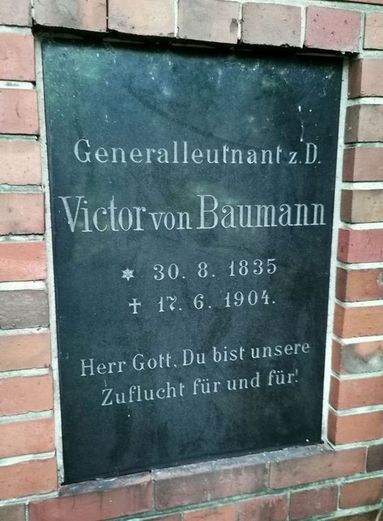 Generalleutnant z. D.
Victor von Baumann
✶ 30. 8. 1835
✝ 17. 6. 1904.
Herr Gott, Du bist unsere
Zuflucht für und für!